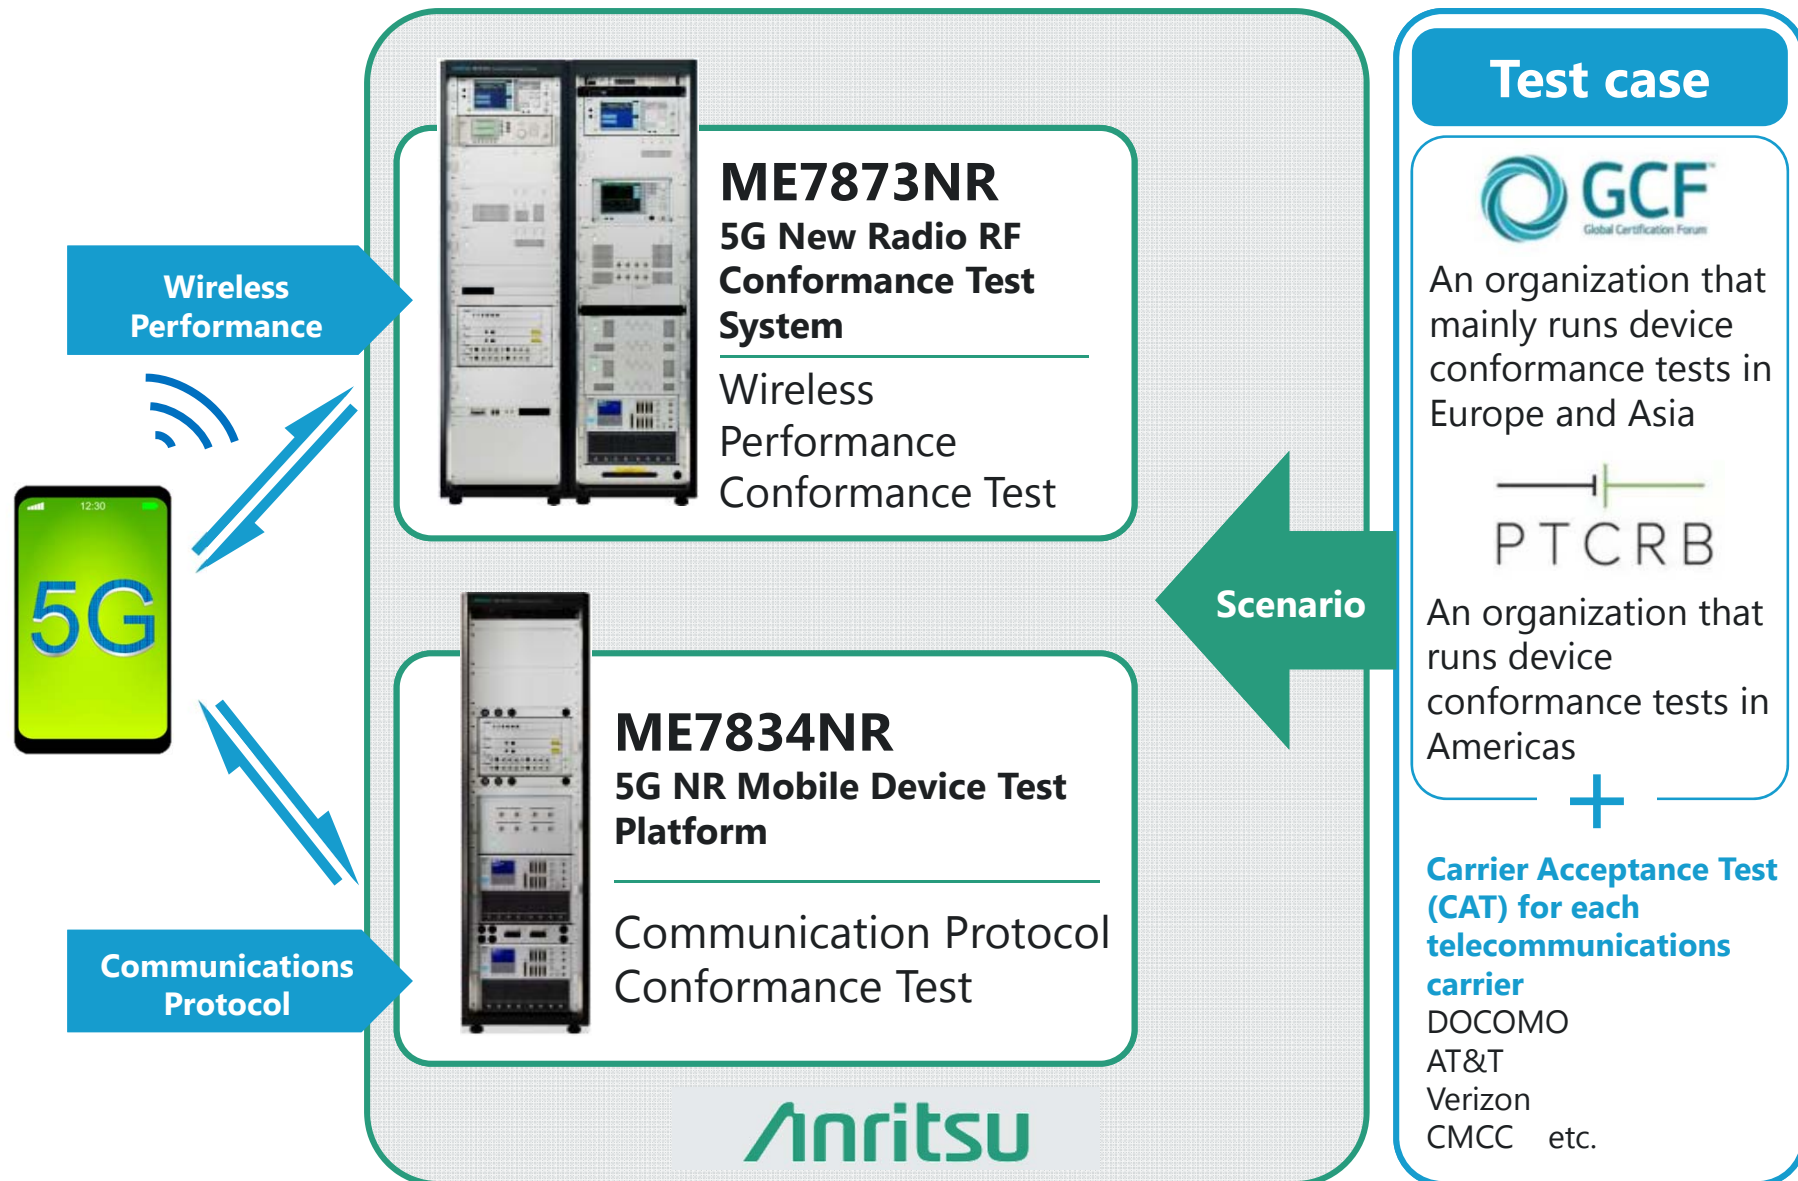 Wireless
Performance
12:30
5G
Communications
Protocol
ME7873NR
5G New Radio RF
Conformance Test
System
Wireless
Performance
Conformance Test
ME7834NR
5G NR Mobile Device Test
Platform
Communication Protocol
Conformance Test
Anritsu
Scenario
Test case
GCF™
Global Certification Forum
An organization that
mainly runs device
conformance tests in
Europe and Asia
PTCRB
An organization that
runs device
conformance tests in
Americas
+
Carrier Acceptance Test
(CAT) for each
telecommunications
carrier
DOCOMO
AT&T
Verizon
CMCC etc.